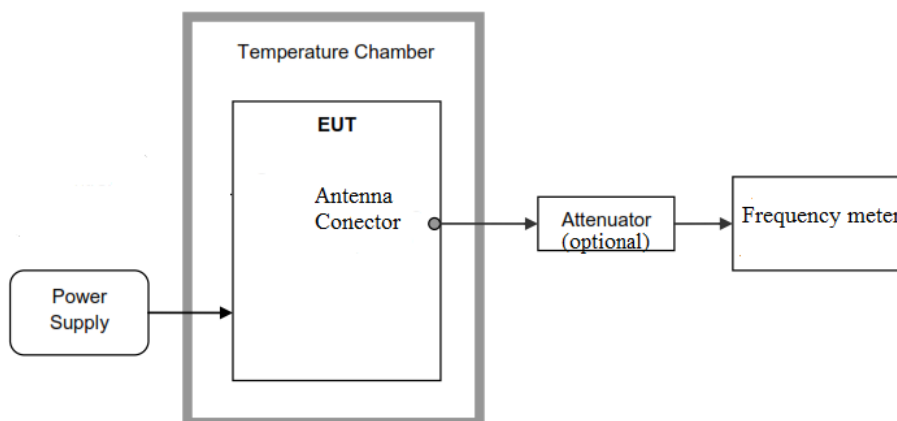 Temperature Chamber
EUT
Antenna
Conector
Attenuator
(optional)
Frequency meter
Power
Supply